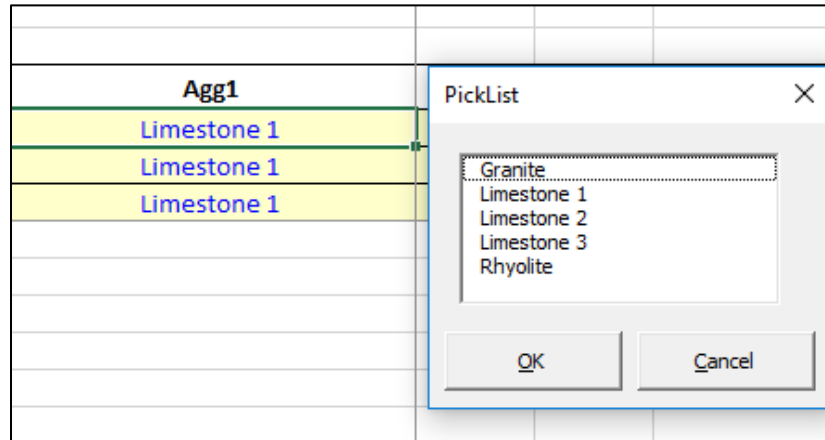 Agg1
Limestone 1
Limestone 1
Limestone 1
PickList
Granite
Limestone 1
Limestone 2
Limestone 3
Rhyolite
OK
Cancel